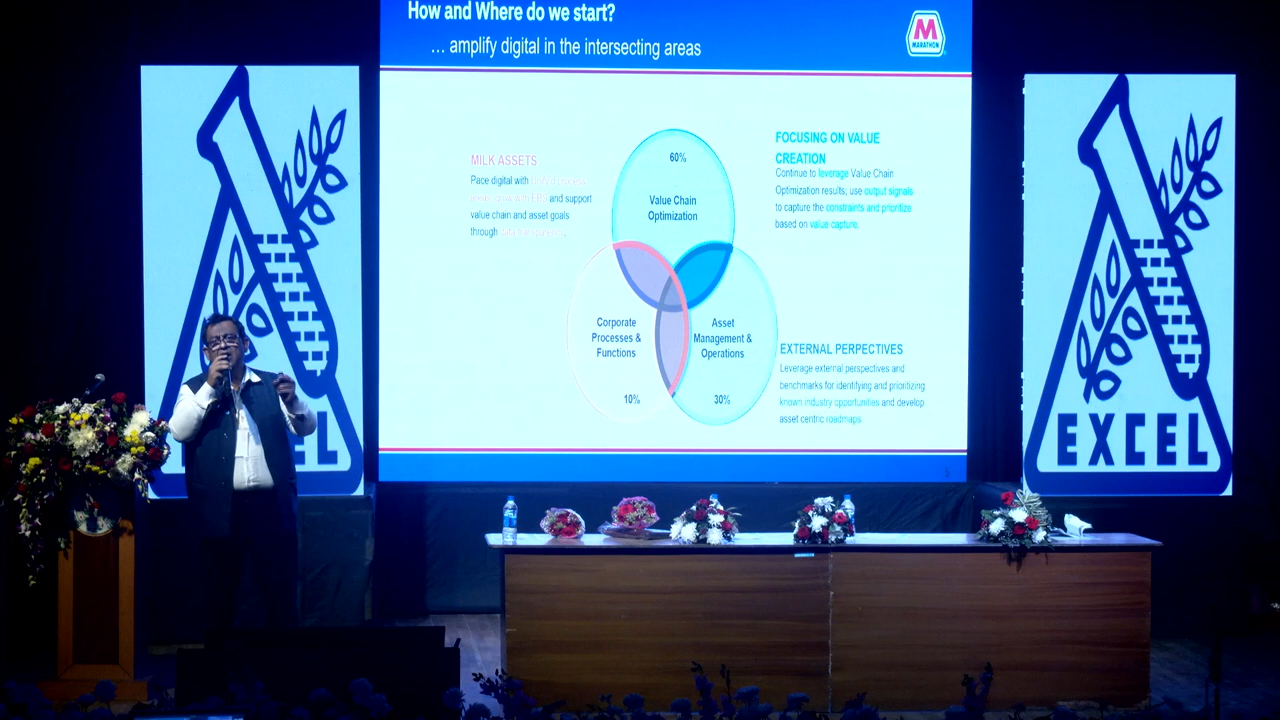 How and Where do we start?
… amplify digital in the intersecting areas
M
MARATHON
MILK ASSETS
Pace digital with
and support
value chain and asset goals
through
60%
Value Chain
Optimization
FOCUSING ON VALUE
CREATION
Continue to leverage Value Chain
Optimization results; use output signals
to capture the constraints and prioritize
based on value capture.
Corporate
Processes &
Functions
10%
Asset
Management &
Operations
30%
EXTERNAL PERPECTIVES
Leverage external perspectives and
benchmarks for identifying and prioritizing
known industry opportunities and develop
asset centric roadmaps
5
EL
EXCEL